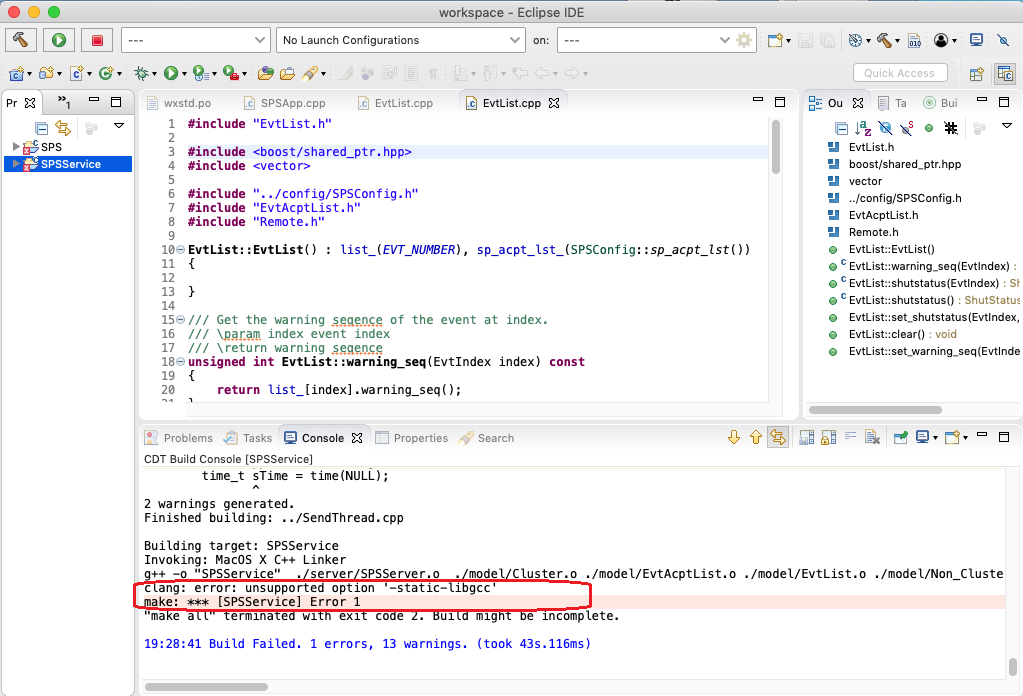 workspace - Eclipse IDE
---
No Launch Configurations
on:
---
Quick Access
Pr
»1
wxstd.po
SPSApp.cpp
EvtList.cpp
EvtList.cpp
Ou
Ta
Bui
SPS
SPSService
1 #include "EvtList.h"
2
3 #include <boost/shared_ptr.hpp>
4 #include <vector>
5
6 #include "../config/SPSConfig.h"
7 #include "EvtAcptList.h"
8 #include "Remote.h"
9
10 EvtList::EvtList() : list_(EVT_NUMBER), sp_acpt_lst_(SPSConfig::sp_acpt_lst())
11 {
12
13 }
14
15 /// Get the warning seqence of the event at index.
16 /// \param index event index
17 /// \return warning seqence
18 unsigned int EvtList::warning_seq(EvtIndex index) const
19 {
20 return list_[index].warning_seq();
EvtList.h
boost/shared_ptr.hpp
vector
../config/SPSConfig.h
EvtAcptList.h
Remote.h
EvtList::EvtList()
EvtList::warning_seq(EvtIndex) :
EvtList::shutstatus(EvtIndex) : Sh
EvtList::shutstatus() : ShutStatus
EvtList::set_shutstatus(EvtIndex,
EvtList::clear() : void
EvtList::set_warning_seq(EvtInde
Problems
Tasks
Console
Properties
Search
CDT Build Console [SPSService]
time_t sTime = time(NULL);
^
2 warnings generated.
Finished building: ../SendThread.cpp
Building target: SPSService
Invoking: MacOS X C++ Linker
g++ -o "SPSService" ./server/SPSServer.o ./model/Cluster.o ./model/EvtAcptList.o ./model/EvtList.o ./model/Non_Cluste
clang: error: unsupported option '-static-libgcc'
make: *** [SPSService] Error 1
"make all" terminated with exit code 2. Build might be incomplete.
19:28:41 Build Failed. 1 errors, 13 warnings. (took 43s.116ms)